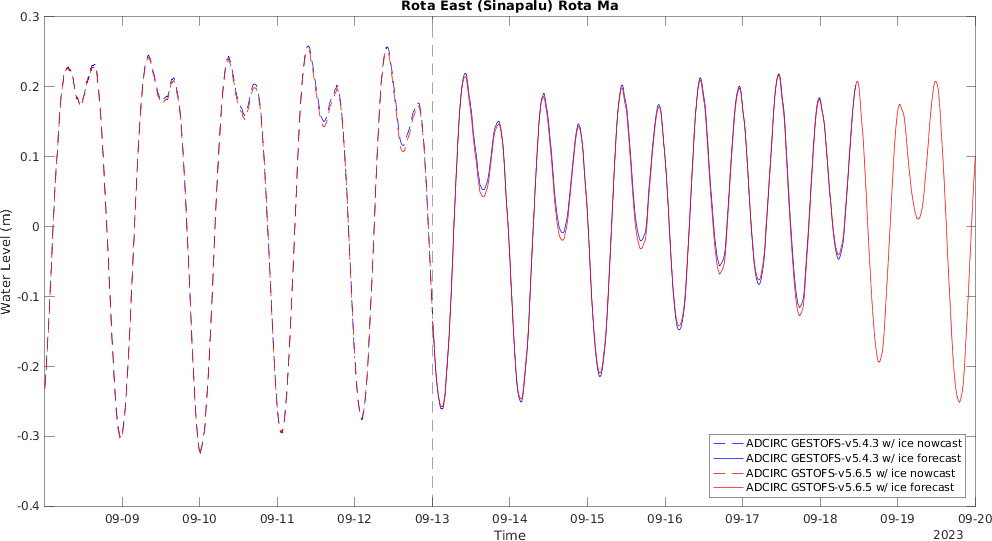 Rota East (Sinapalu) Rota Ma
Water Level (m)
0.3
0.2
0.1
0
-0.1
-0.2
-0.3
-0.4
ADCIRC GESTOFS-v5.4.3 w/ ice nowcast
ADCIRC GESTOFS-v5.4.3 w/ ice forecast
ADCIRC GSTOFS-v5.6.5 w/ ice nowcast
ADCIRC GSTOFS-v5.6.5 w/ ice forecast
09-09 09-10 09-11 09-12 09-13 09-14 09-15 09-16 09-17 09-18 09-19 09-20
Time
2023